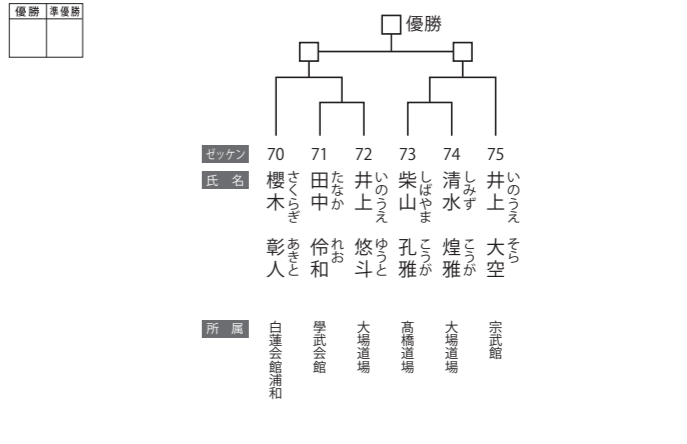 優勝 準優勝
優勝
ゼッケン 70 71 72 73 74 75
氏名
櫻木 彰人
さくらぎ あきと
田中 伶和
たなか れお
井上 悠斗
いのうえ ゆうと
柴山 孔雅
しばやま こうが
清水 煌雅
しみず こうが
井上 大空
いのうえ そら
所属
白蓮会館浦和
學武会館
大場道場
髙橋道場
大場道場
宗武館